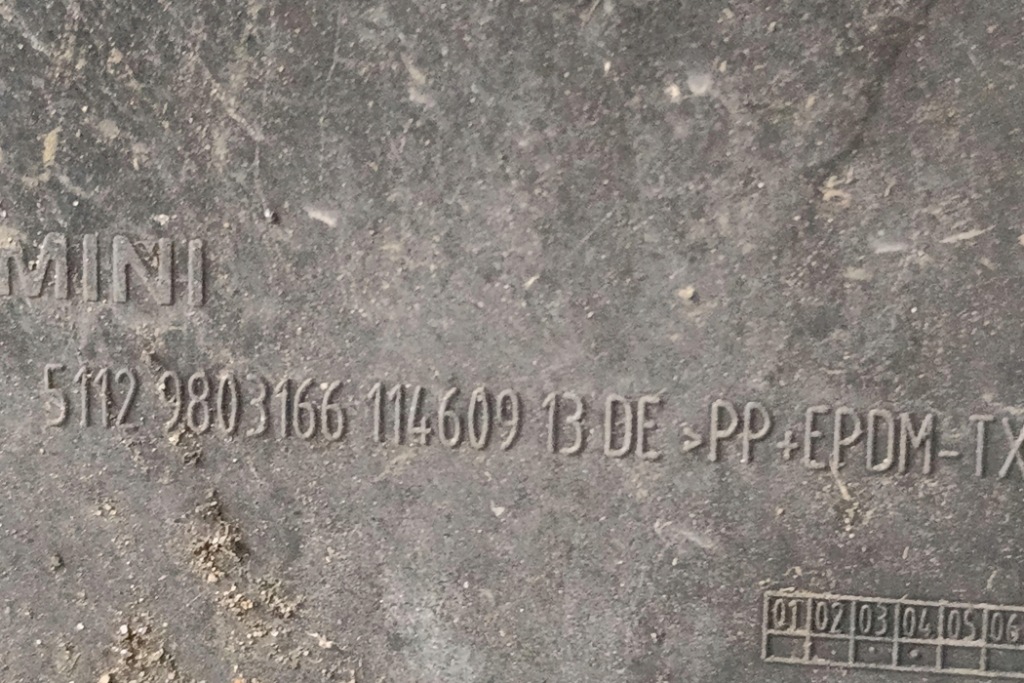 MINI
5112 9803166 114609 13 DE >PP+EPDM-TX
01 02 03 04 05 06